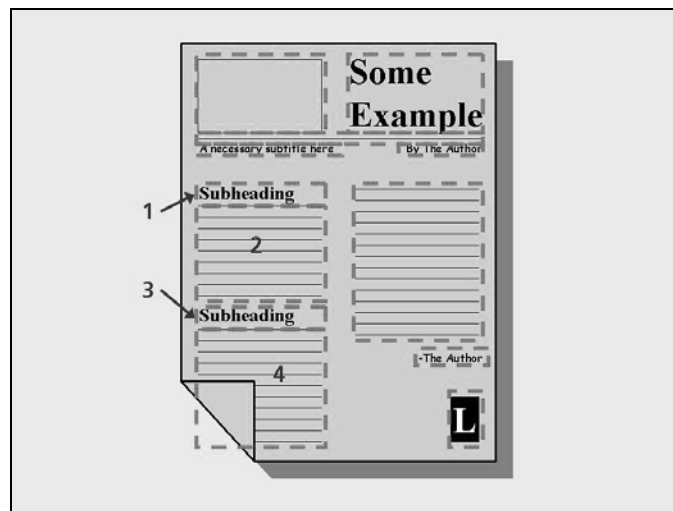 Some
Example
A necessary subtitle here
By The Author
1
Subheading
2
3
Subheading
4
-The Author
L